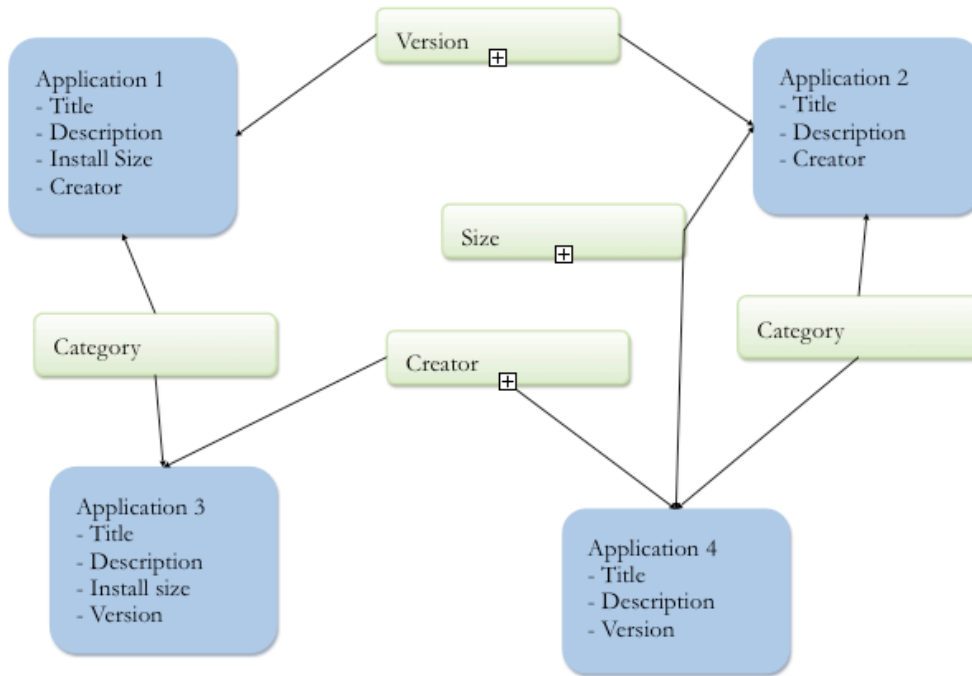 Version
Application 1
- Title
- Description
- Install Size
- Creator
Application 2
- Title
- Description
- Creator
Size
Category
Creator
Category
Application 3
- Title
- Description
- Install size
- Version
Application 4
- Title
- Description
- Version